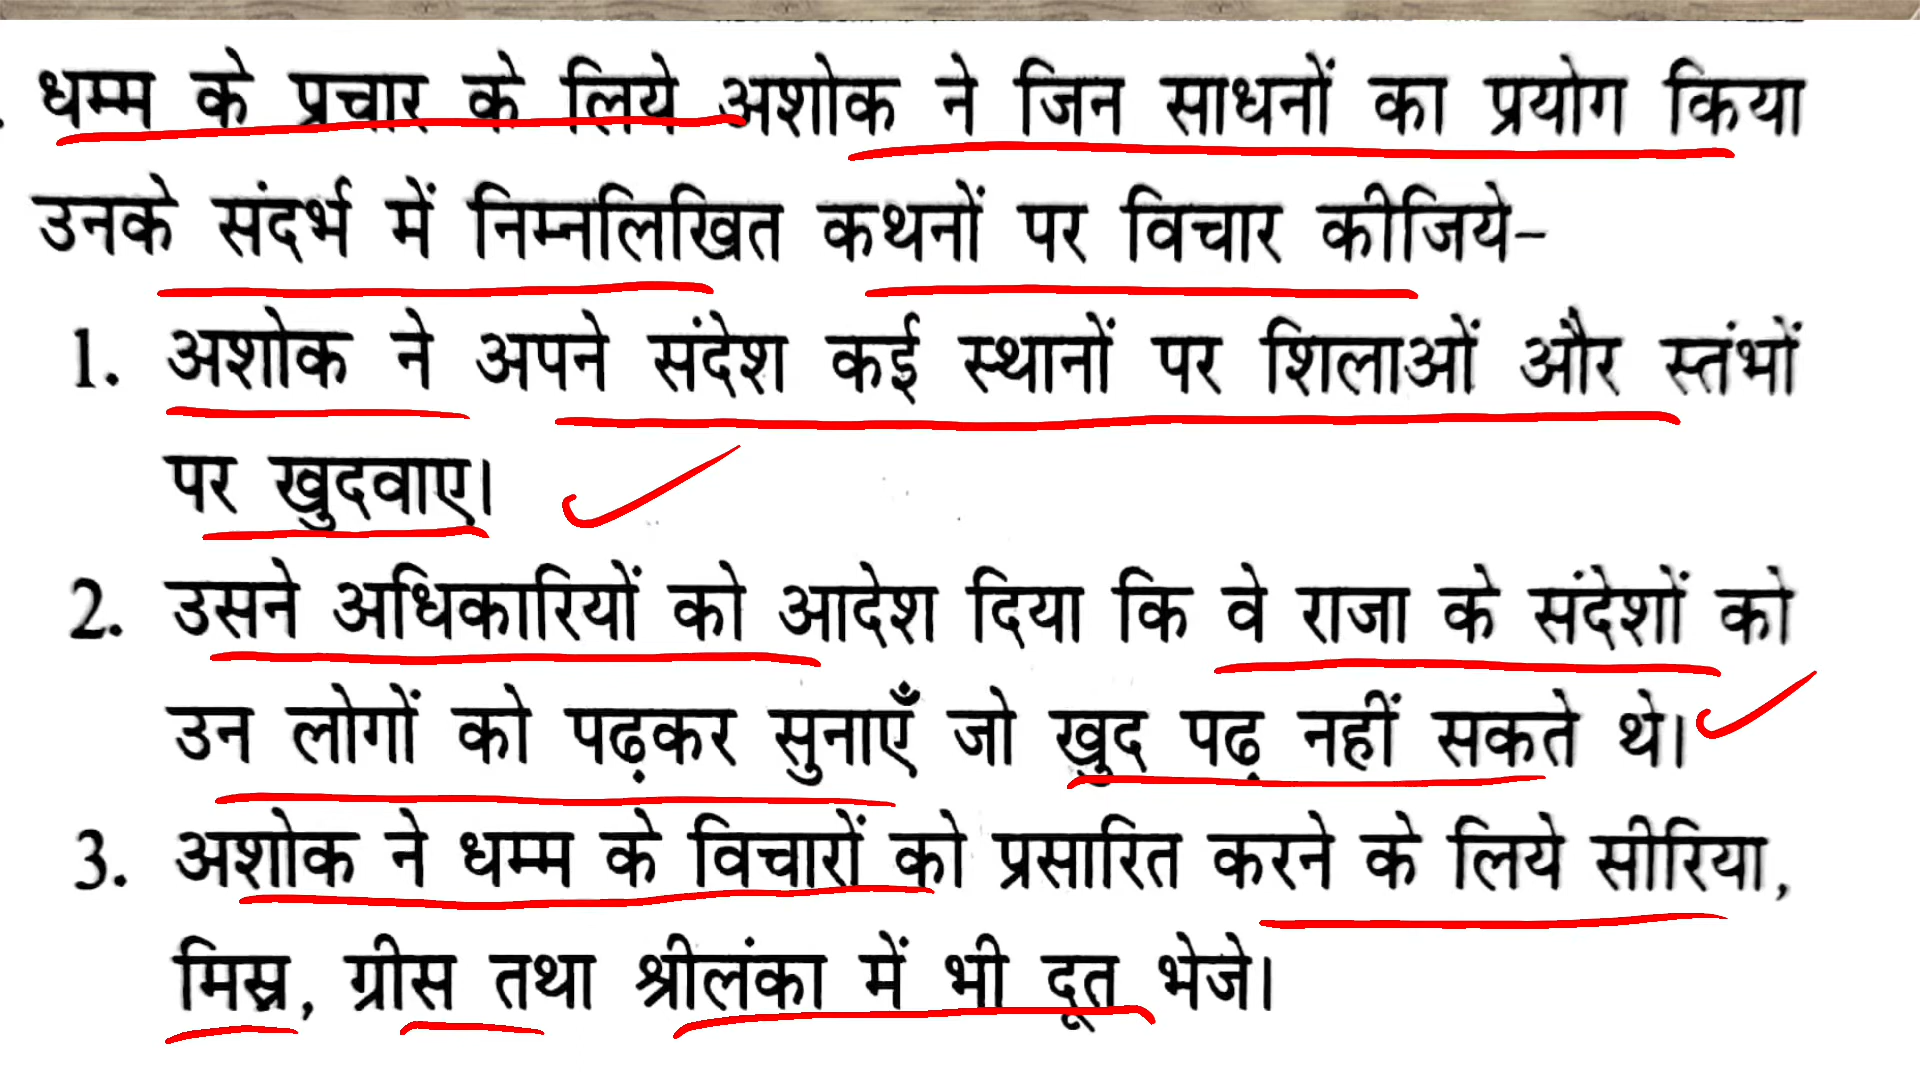 धम्म के प्रचार के लिये अशोक ने जिन साधनों का प्रयोग किया
उनके संदर्भ में निम्नलिखित कथनों पर विचार कीजिये–
1. अशोक ने अपने संदेश कई स्थानों पर शिलाओं और स्तंभों
पर खुदवाए।
2. उसने अधिकारियों को आदेश दिया कि वे राजा के संदेशों को
उन लोगों को पढ़कर सुनाएँ जो खुद पढ़ नहीं सकते थे।
3. अशोक ने धम्म के विचारों को प्रसारित करने के लिये सीरिया,
मिस्र, ग्रीस तथा श्रीलंका में भी दूत भेजे।